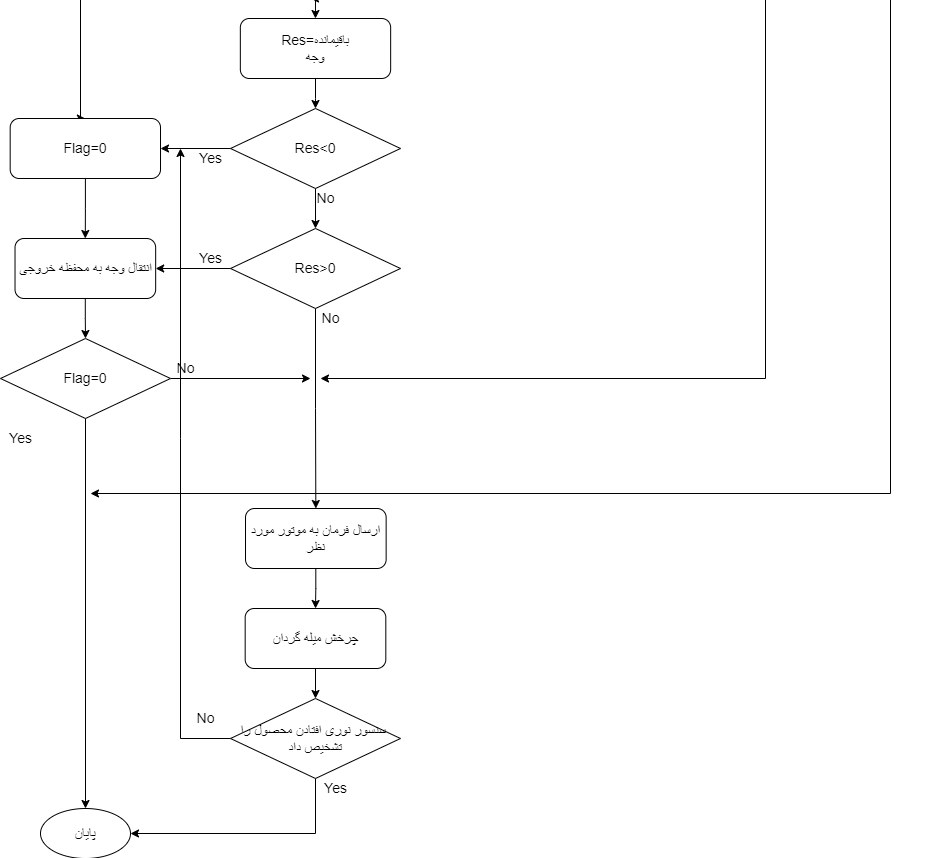 Res=باقیمانده
وجه
Flag=0
Res<0
Yes
No
انتقال وجه به محفظه خروجی
Yes
Res>0
No
Flag=0
No
Yes
ارسال فرمان به موتور مورد
نظر
چرخش میله گردان
No
سنسور نوری افتادن محصول را
تشخیص داد
Yes
پایان